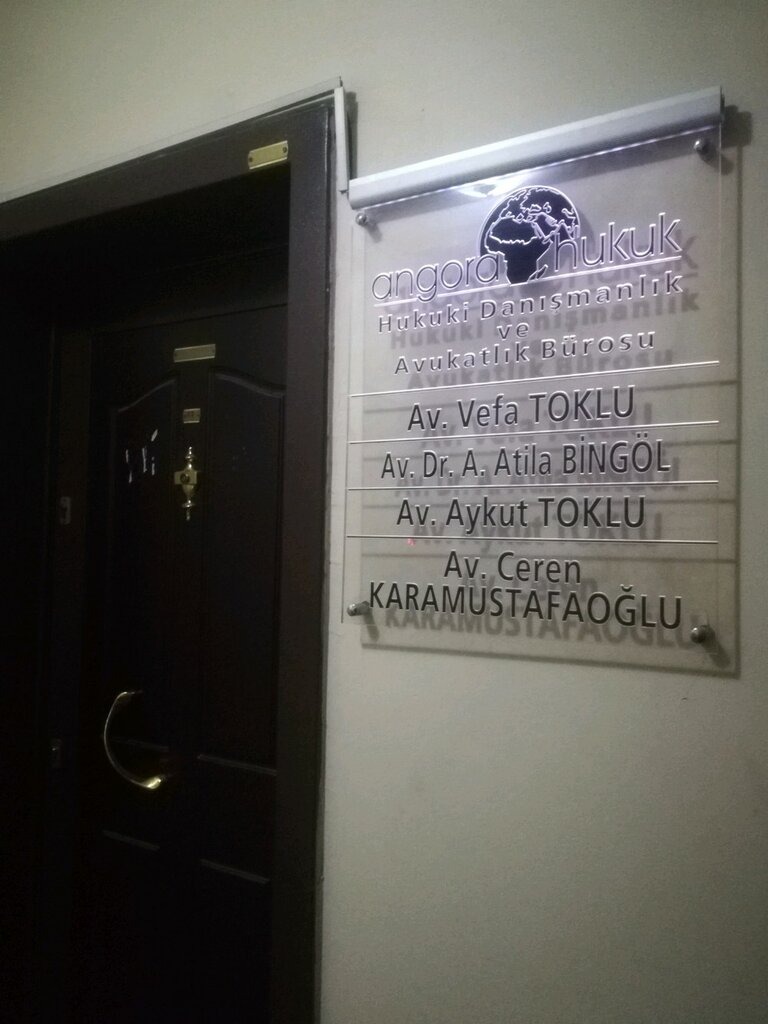 angora hukuk
Hukuki Danışmanlık
ve
Avukatlık Bürosu
Av. Vefa TOKLU
Av. Dr. A. Atila BİNGÖL
Av. Aykut TOKLU
Av. Ceren
KARAMUSTAFAOĞLU